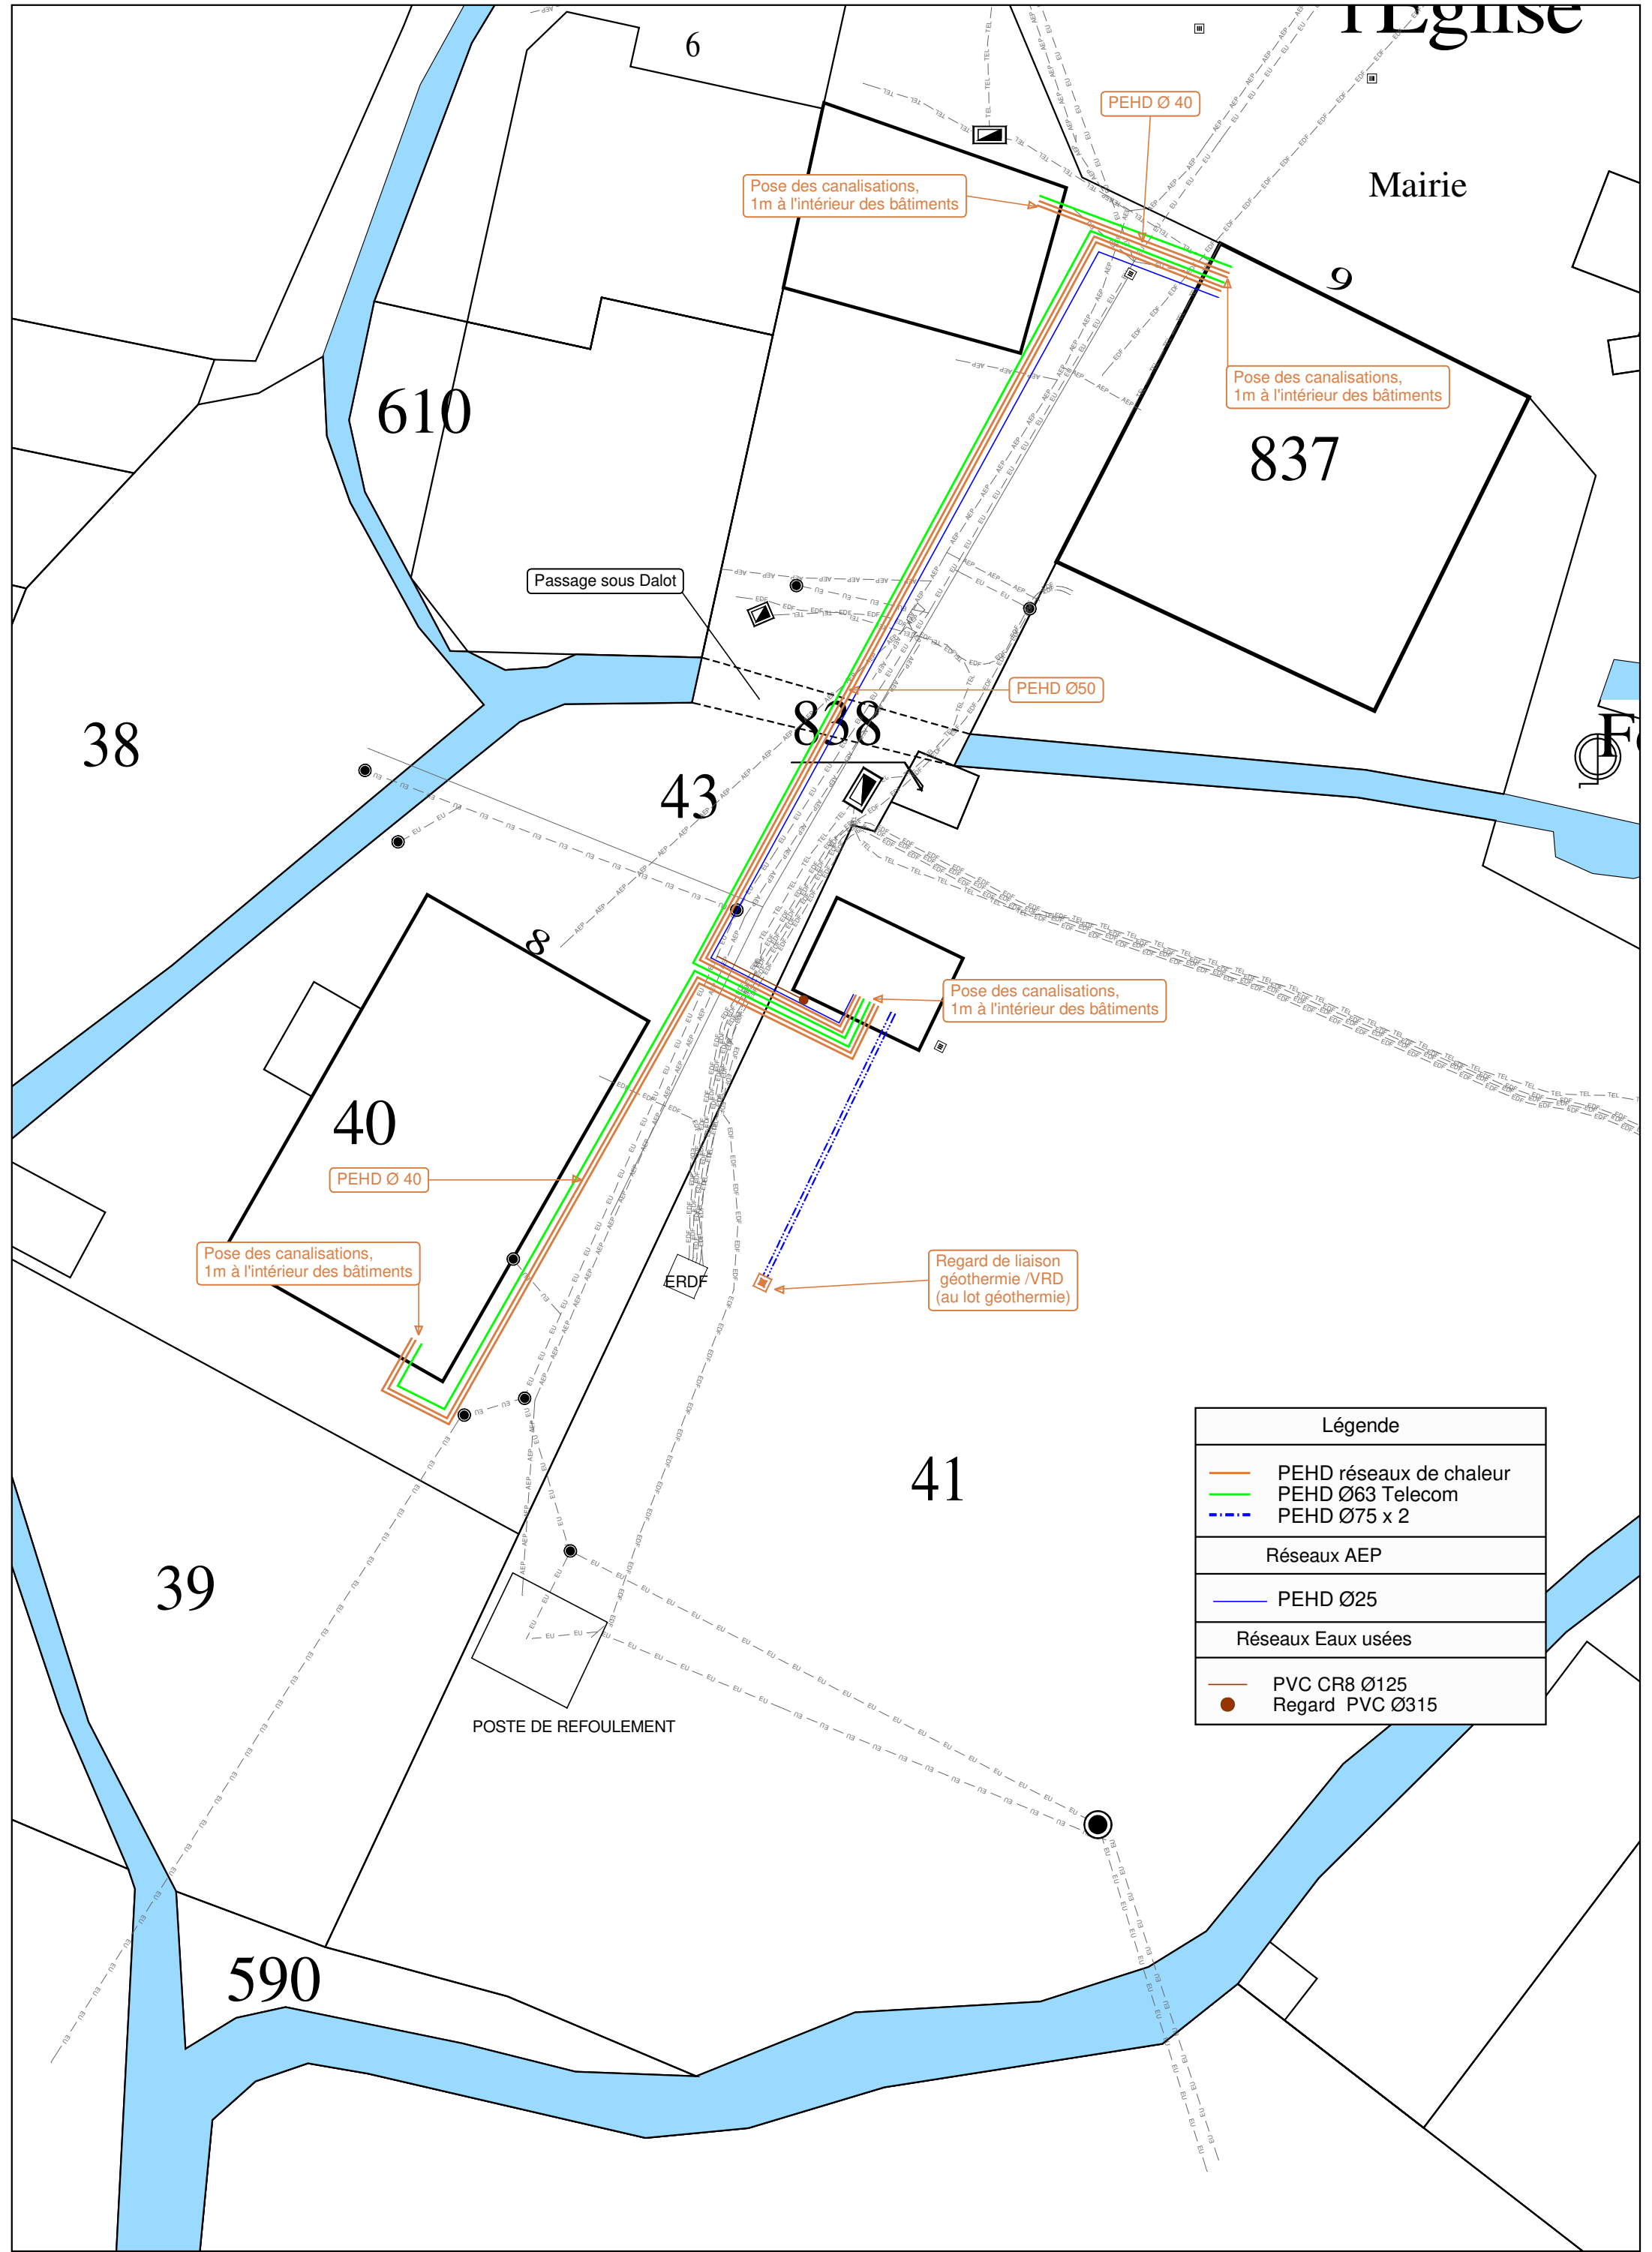 l'Eglise
6
PEHD Ø 40
Pose des canalisations,
1m à l'intérieur des bâtiments
Mairie
9
Pose des canalisations,
1m à l'intérieur des bâtiments
610
837
Passage sous Dalot
PEHD Ø50
838
38
43
8
Pose des canalisations,
1m à l'intérieur des bâtiments
40
PEHD Ø 40
Pose des canalisations,
1m à l'intérieur des bâtiments
ERDF
Regard de liaison
géothermie /VRD
(au lot géothermie)
41
39
POSTE DE REFOULEMENT
590
Légende
PEHD réseaux de chaleur
PEHD Ø63 Telecom
PEHD Ø75 x 2
Réseaux AEP
PEHD Ø25
Réseaux Eaux usées
PVC CR8 Ø125
Regard PVC Ø315